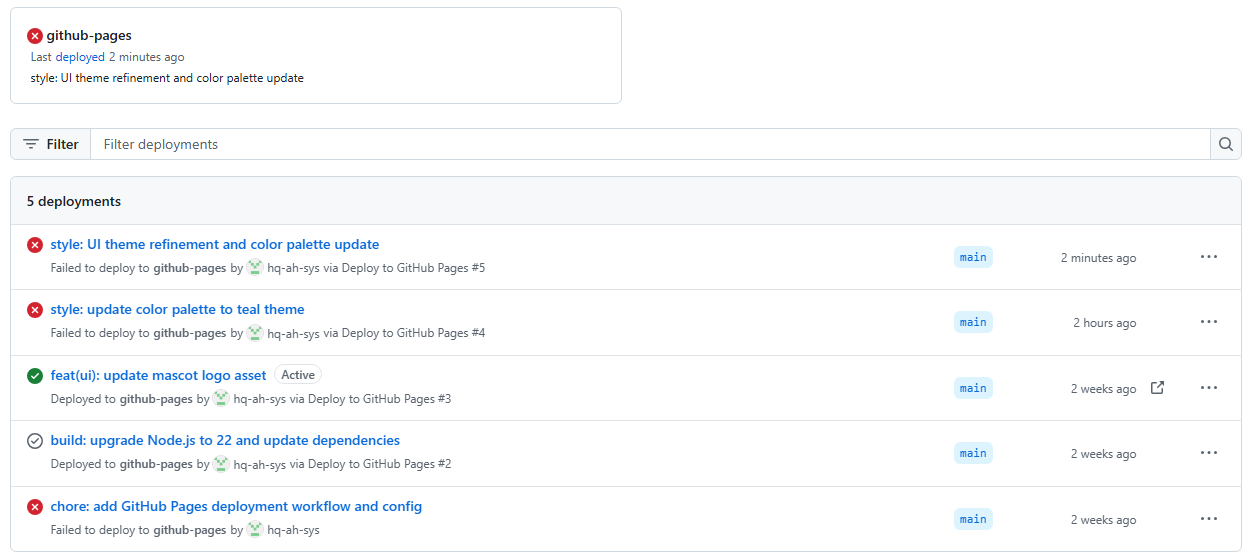 github-pages
Last deployed 2 minutes ago
style: UI theme refinement and color palette update
Filter Filter deployments
5 deployments
style: UI theme refinement and color palette update
Failed to deploy to github-pages by hq-ah-sys via Deploy to GitHub Pages #5
main
2 minutes ago
style: update color palette to teal theme
Failed to deploy to github-pages by hq-ah-sys via Deploy to GitHub Pages #4
main
2 hours ago
feat(ui): update mascot logo asset Active
Deployed to github-pages by hq-ah-sys via Deploy to GitHub Pages #3
main
2 weeks ago
build: upgrade Node.js to 22 and update dependencies
Deployed to github-pages by hq-ah-sys via Deploy to GitHub Pages #2
main
2 weeks ago
chore: add GitHub Pages deployment workflow and config
Failed to deploy to github-pages by hq-ah-sys
main
2 weeks ago